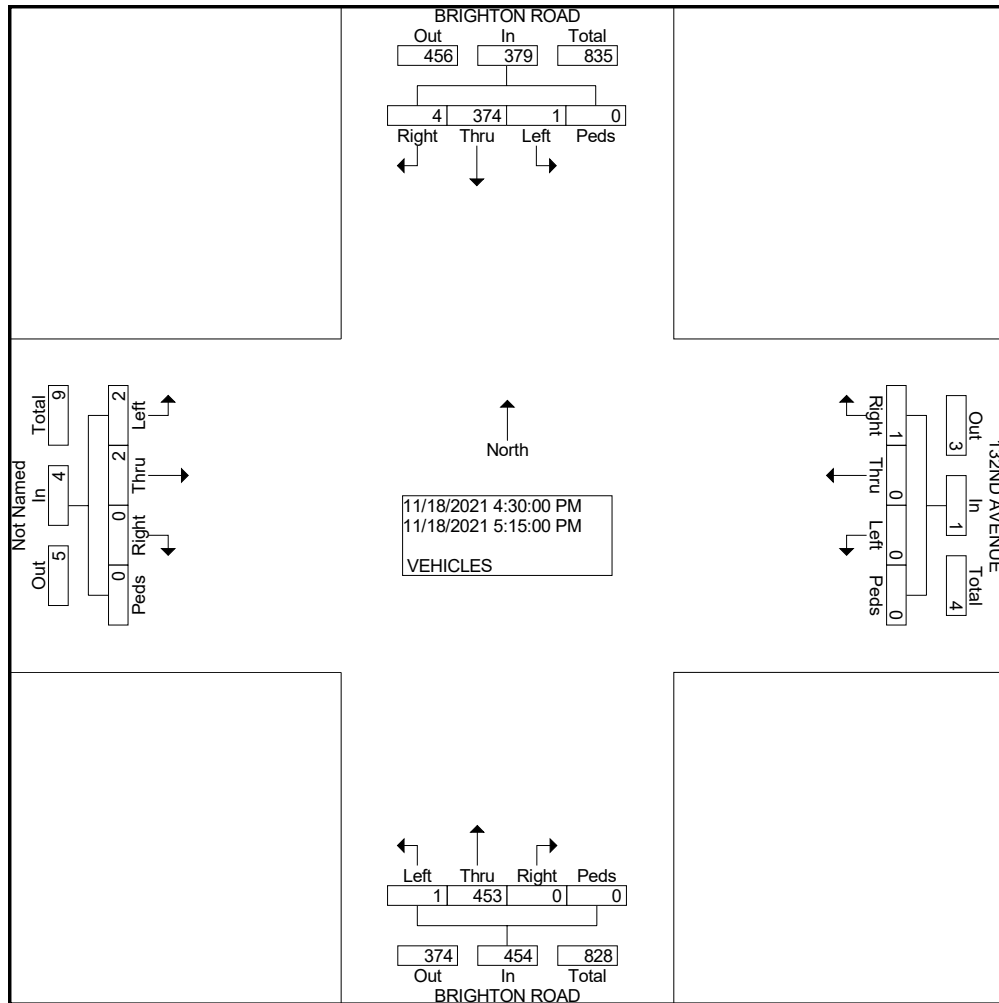 BRIGHTON ROAD
Out In Total
456 379 835
4 374 1 0
Right Thru Left Peds
Not Named
Total In Out
9 4 5
2 2 0 0
Left Thru Right Peds
North
11/18/2021 4:30:00 PM
11/18/2021 5:15:00 PM
VEHICLES
Right Thru Left Peds
1 0 0 0
3 1 4
Out In Total
132ND AVENUE
Left Thru Right Peds
1 453 0 0
374 454 828
Out In Total
BRIGHTON ROAD